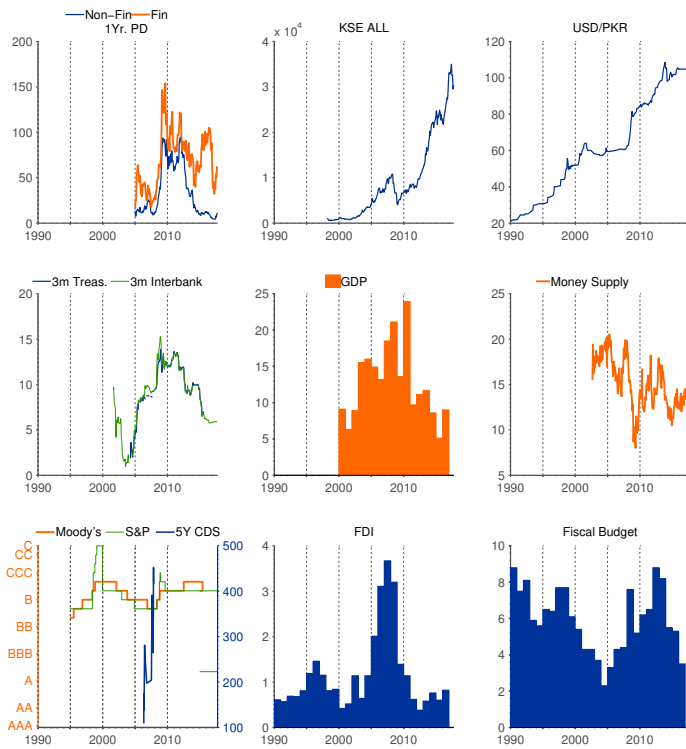 Non-Fin Fin
1Yr. PD
200
150
100
50
0
1990 2000 2010
x 10^4
KSE ALL
4
3
2
1
0
1990 2000 2010
USD/PKR
120
100
80
60
40
20
1990 2000 2010
3m Treas. 3m Interbank
20
15
10
5
0
1990 2000 2010
GDP
25
20
15
10
5
0
1990 2000 2010
Money Supply
25
20
15
10
5
1990 2000 2010
Moody's S&P 5Y CDS
C
CC
CCC
B
BB
BBB
A
AA
AAA
500
400
300
200
100
1990 2000 2010
FDI
4
3
2
1
0
1990 2000 2010
Fiscal Budget
10
8
6
4
2
0
1990 2000 2010